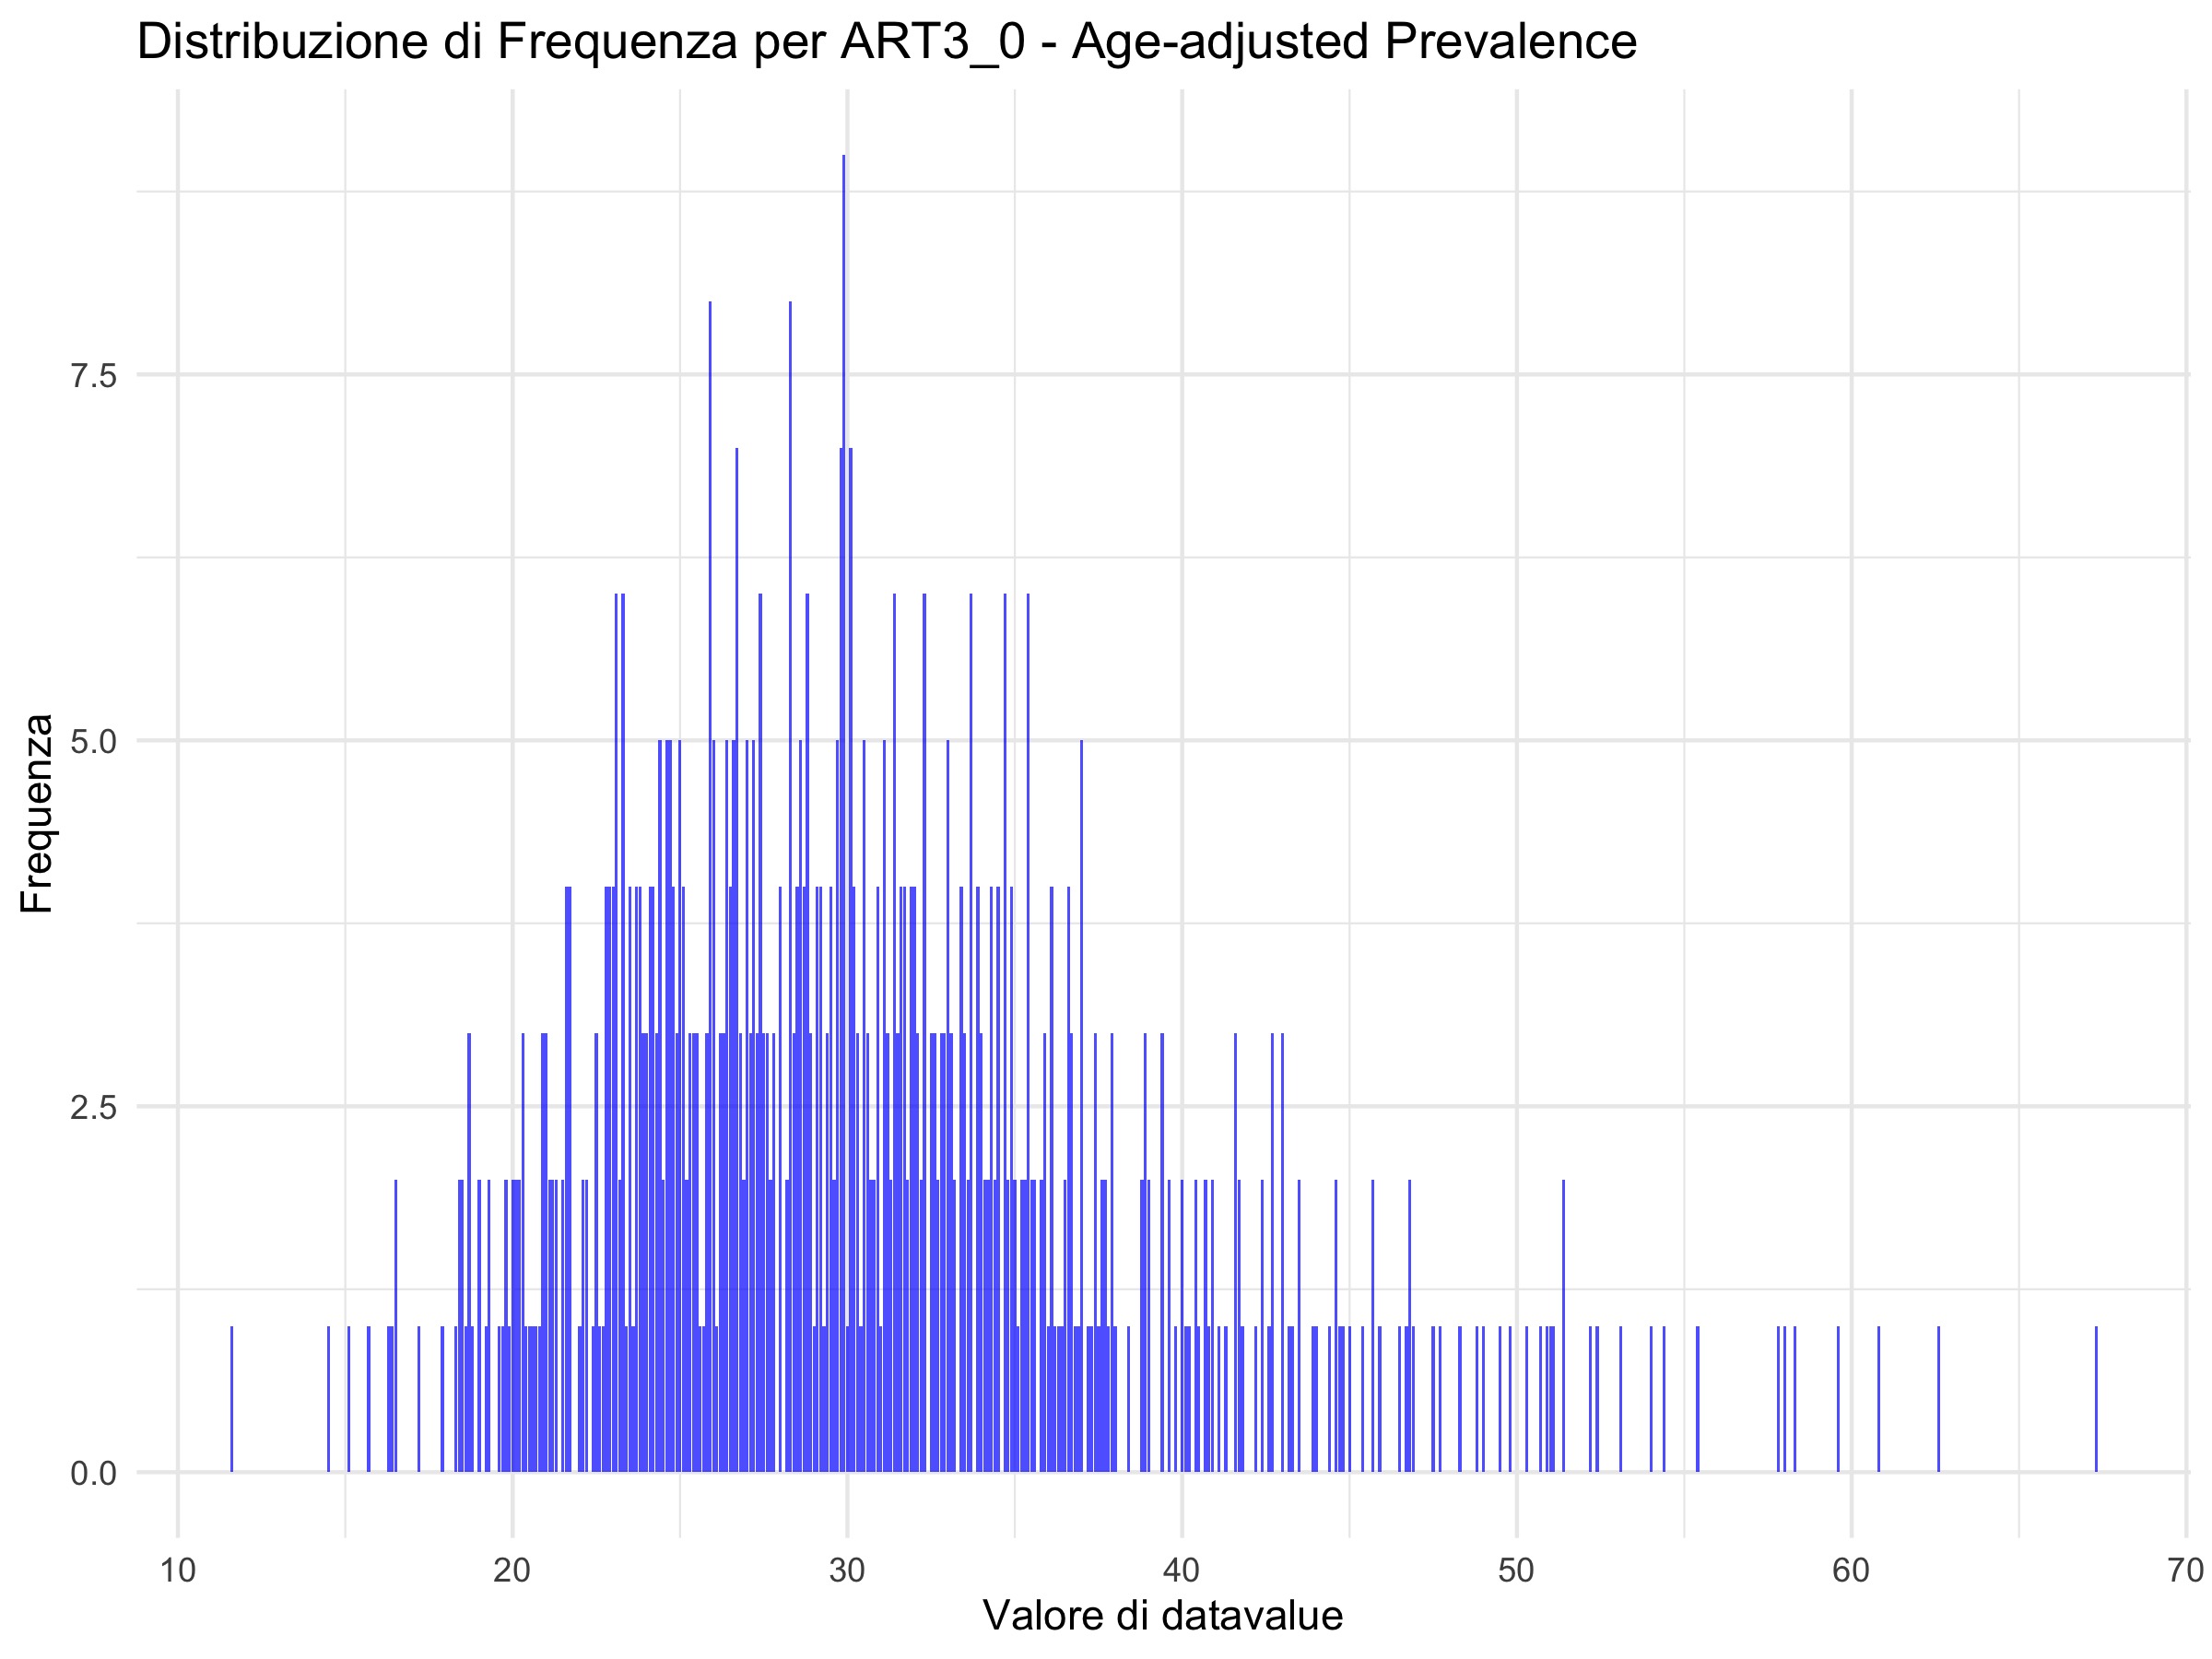 Distribuzione di Frequenza per ART3_0 - Age-adjusted Prevalence
Frequenza
7.5
5.0
2.5
0.0
10 20 30 40 50 60 70
Valore di datavalue